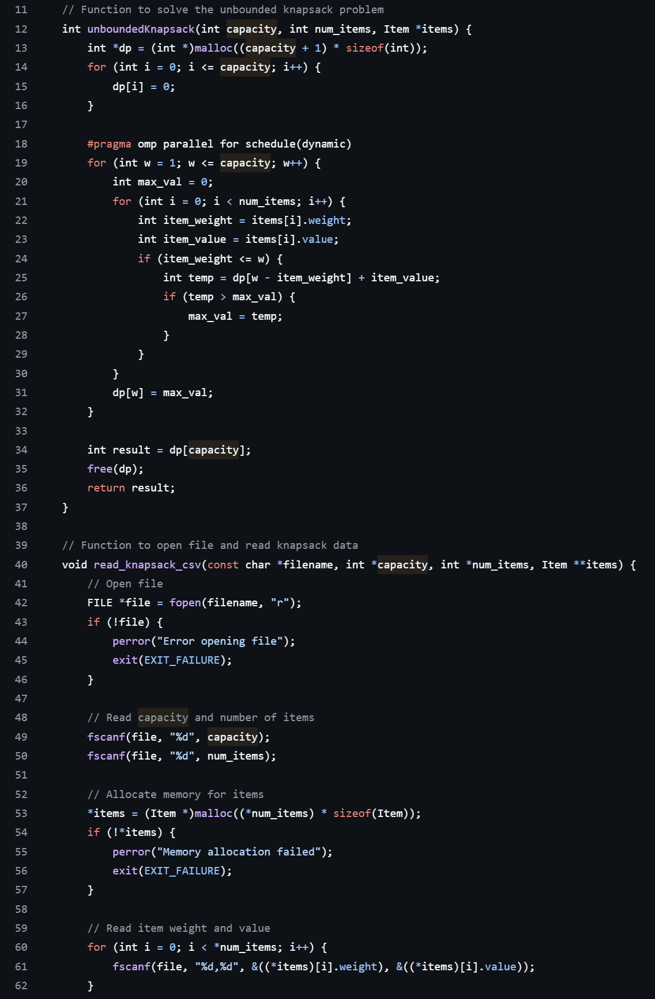 11 // Function to solve the unbounded knapsack problem
12 int unboundedKnapsack(int capacity, int num_items, Item *items) {
13     int *dp = (int *)malloc((capacity + 1) * sizeof(int));
14     for (int i = 0; i <= capacity; i++) {
15         dp[i] = 0;
16     }
17
18     #pragma omp parallel for schedule(dynamic)
19     for (int w = 1; w <= capacity; w++) {
20         int max_val = 0;
21         for (int i = 0; i < num_items; i++) {
22             int item_weight = items[i].weight;
23             int item_value = items[i].value;
24             if (item_weight <= w) {
25                 int temp = dp[w - item_weight] + item_value;
26                 if (temp > max_val) {
27                     max_val = temp;
28                 }
29             }
30         }
31         dp[w] = max_val;
32     }
33
34     int result = dp[capacity];
35     free(dp);
36     return result;
37 }
38
39 // Function to open file and read knapsack data
40 void read_knapsack_csv(const char *filename, int *capacity, int *num_items, Item **items) {
41     // Open file
42     FILE *file = fopen(filename, "r");
43     if (!file) {
44         perror("Error opening file");
45         exit(EXIT_FAILURE);
46     }
47
48     // Read capacity and number of items
49     fscanf(file, "%d", capacity);
50     fscanf(file, "%d", num_items);
51
52     // Allocate memory for items
53     *items = (Item *)malloc((*num_items) * sizeof(Item));
54     if (!*items) {
55         perror("Memory allocation failed");
56         exit(EXIT_FAILURE);
57     }
58
59     // Read item weight and value
60     for (int i = 0; i < *num_items; i++) {
61         fscanf(file, "%d,%d", &((*items)[i].weight), &((*items)[i].value));
62     }